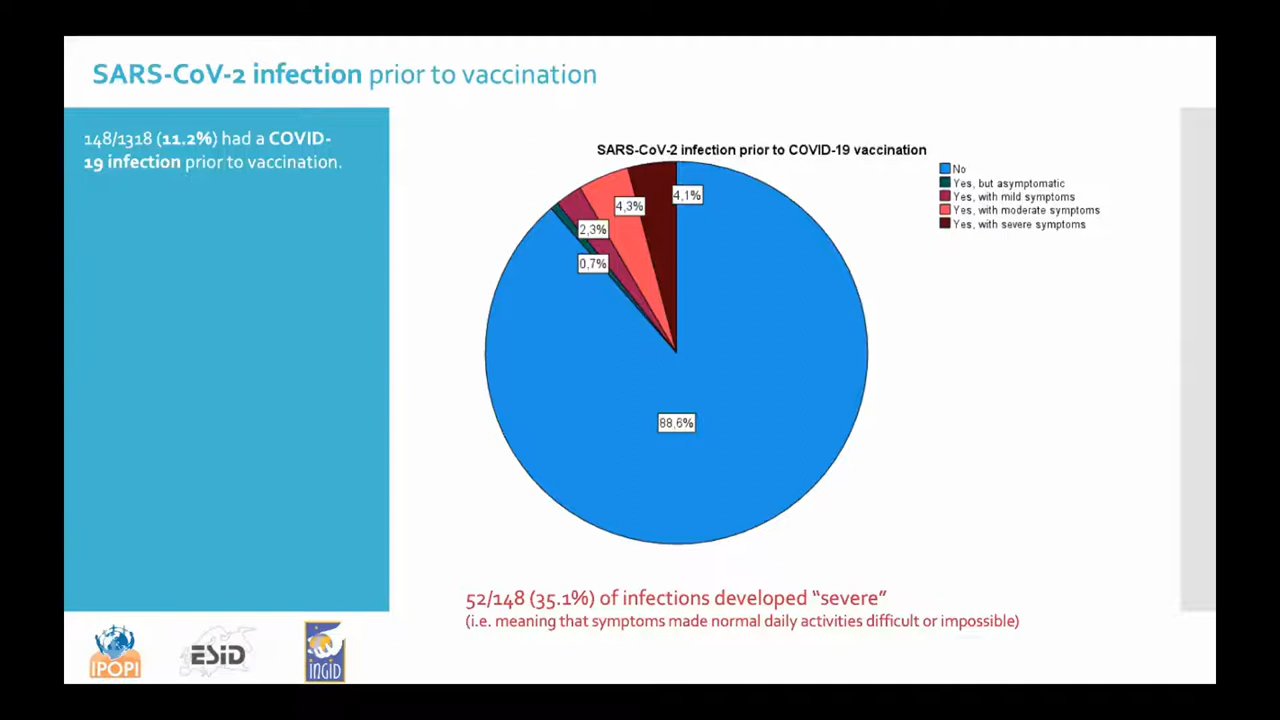 SARS-CoV-2 infection prior to vaccination
148/1318 (11.2%) had a COVID-
19 infection prior to vaccination.
SARS-CoV-2 infection prior to COVID-19 vaccination
No
Yes, but asymptomatic
Yes, with mild symptoms
Yes, with moderate symptoms
Yes, with severe symptoms
4,1%
4,3%
2,3%
0,7%
88,6%
52/148 (35.1%) of infections developed “severe”
(i.e. meaning that symptoms made normal daily activities difficult or impossible)
IPOPI
ESiD
iNGiD